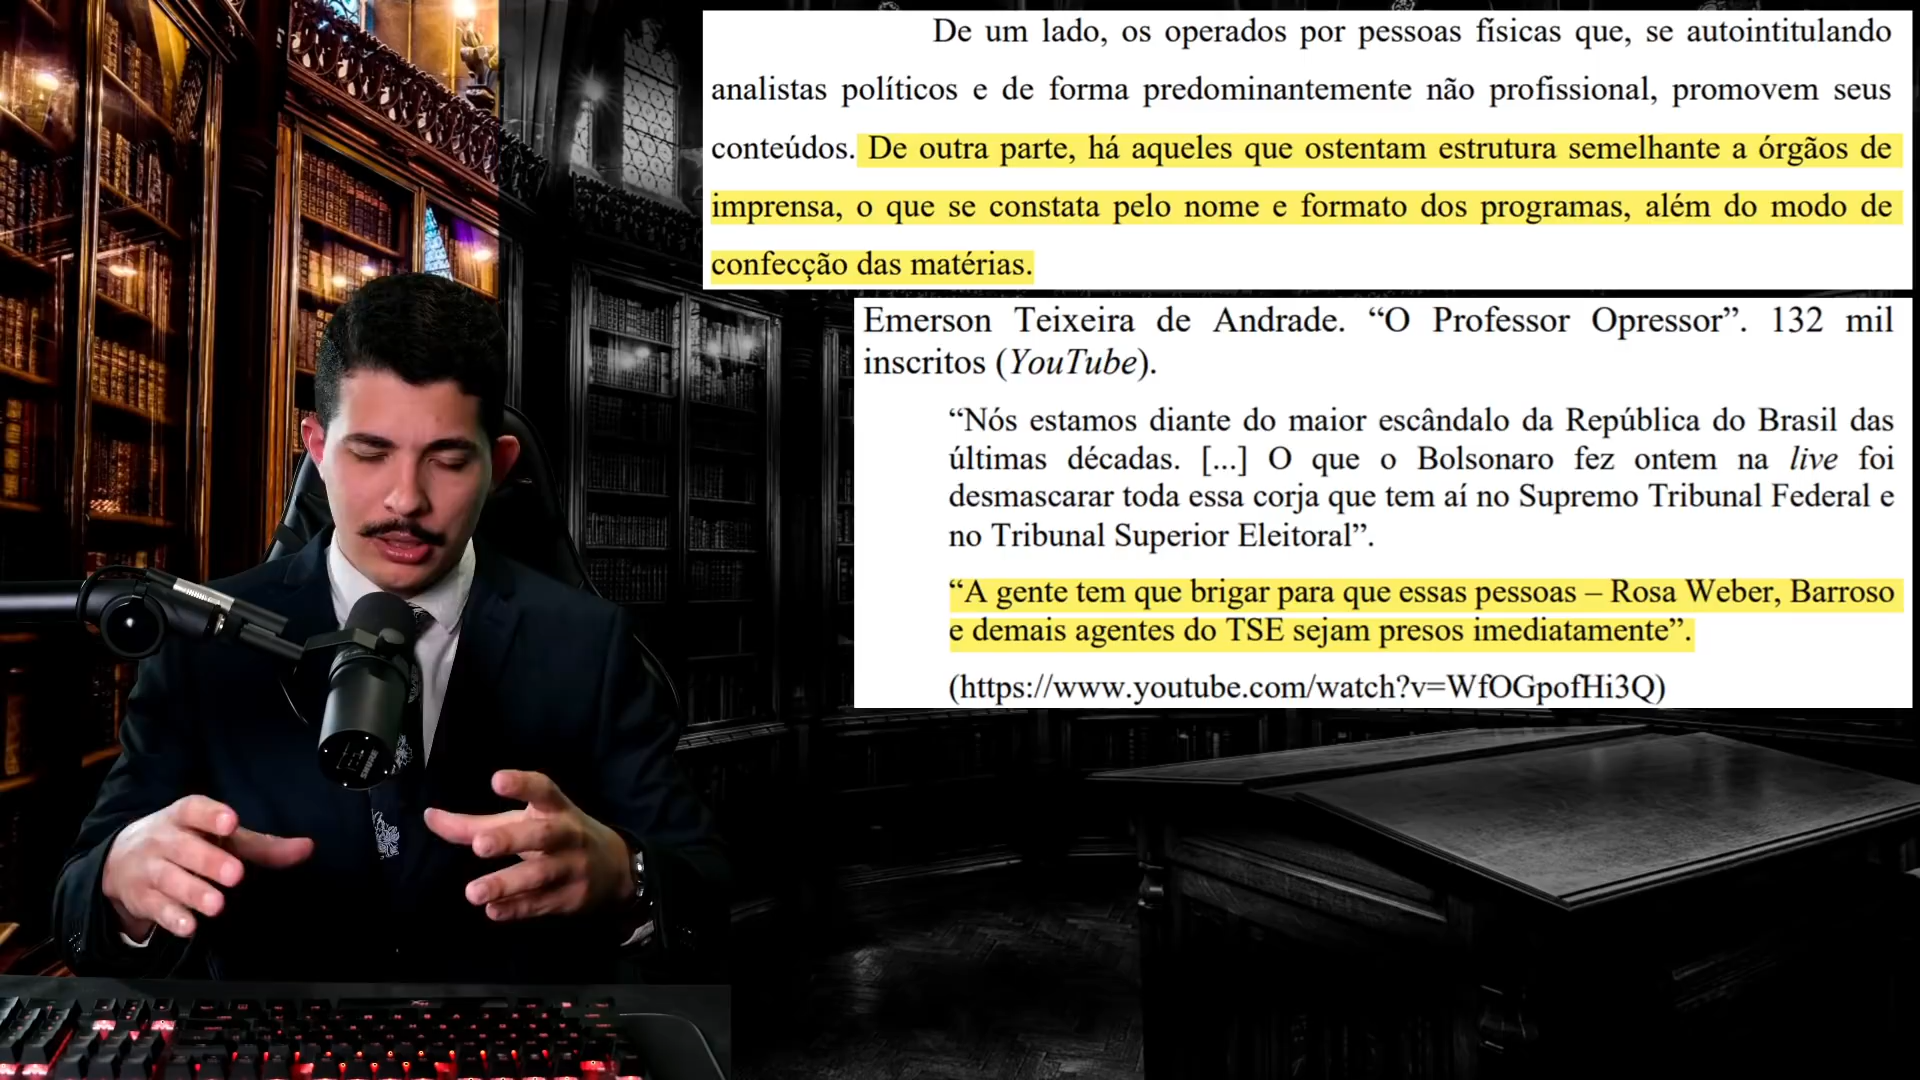 De um lado, os operados por pessoas físicas que, se autointitulando
analistas políticos e de forma predominantemente não profissional, promovem seus
conteúdos. De outra parte, há aqueles que ostentam estrutura semelhante a órgãos de
imprensa, o que se constata pelo nome e formato dos programas, além do modo de
confecção das matérias.
Emerson Teixeira de Andrade. “O Professor Opressor”. 132 mil
inscritos (YouTube).
“Nós estamos diante do maior escândalo da República do Brasil das
últimas décadas. [...] O que o Bolsonaro fez ontem na live foi
desmascarar toda essa corja que tem aí no Supremo Tribunal Federal e
no Tribunal Superior Eleitoral”.
“A gente tem que brigar para que essas pessoas – Rosa Weber, Barroso
e demais agentes do TSE sejam presos imediatamente”.
(https://www.youtube.com/watch?v=WfOGpofHi3Q)